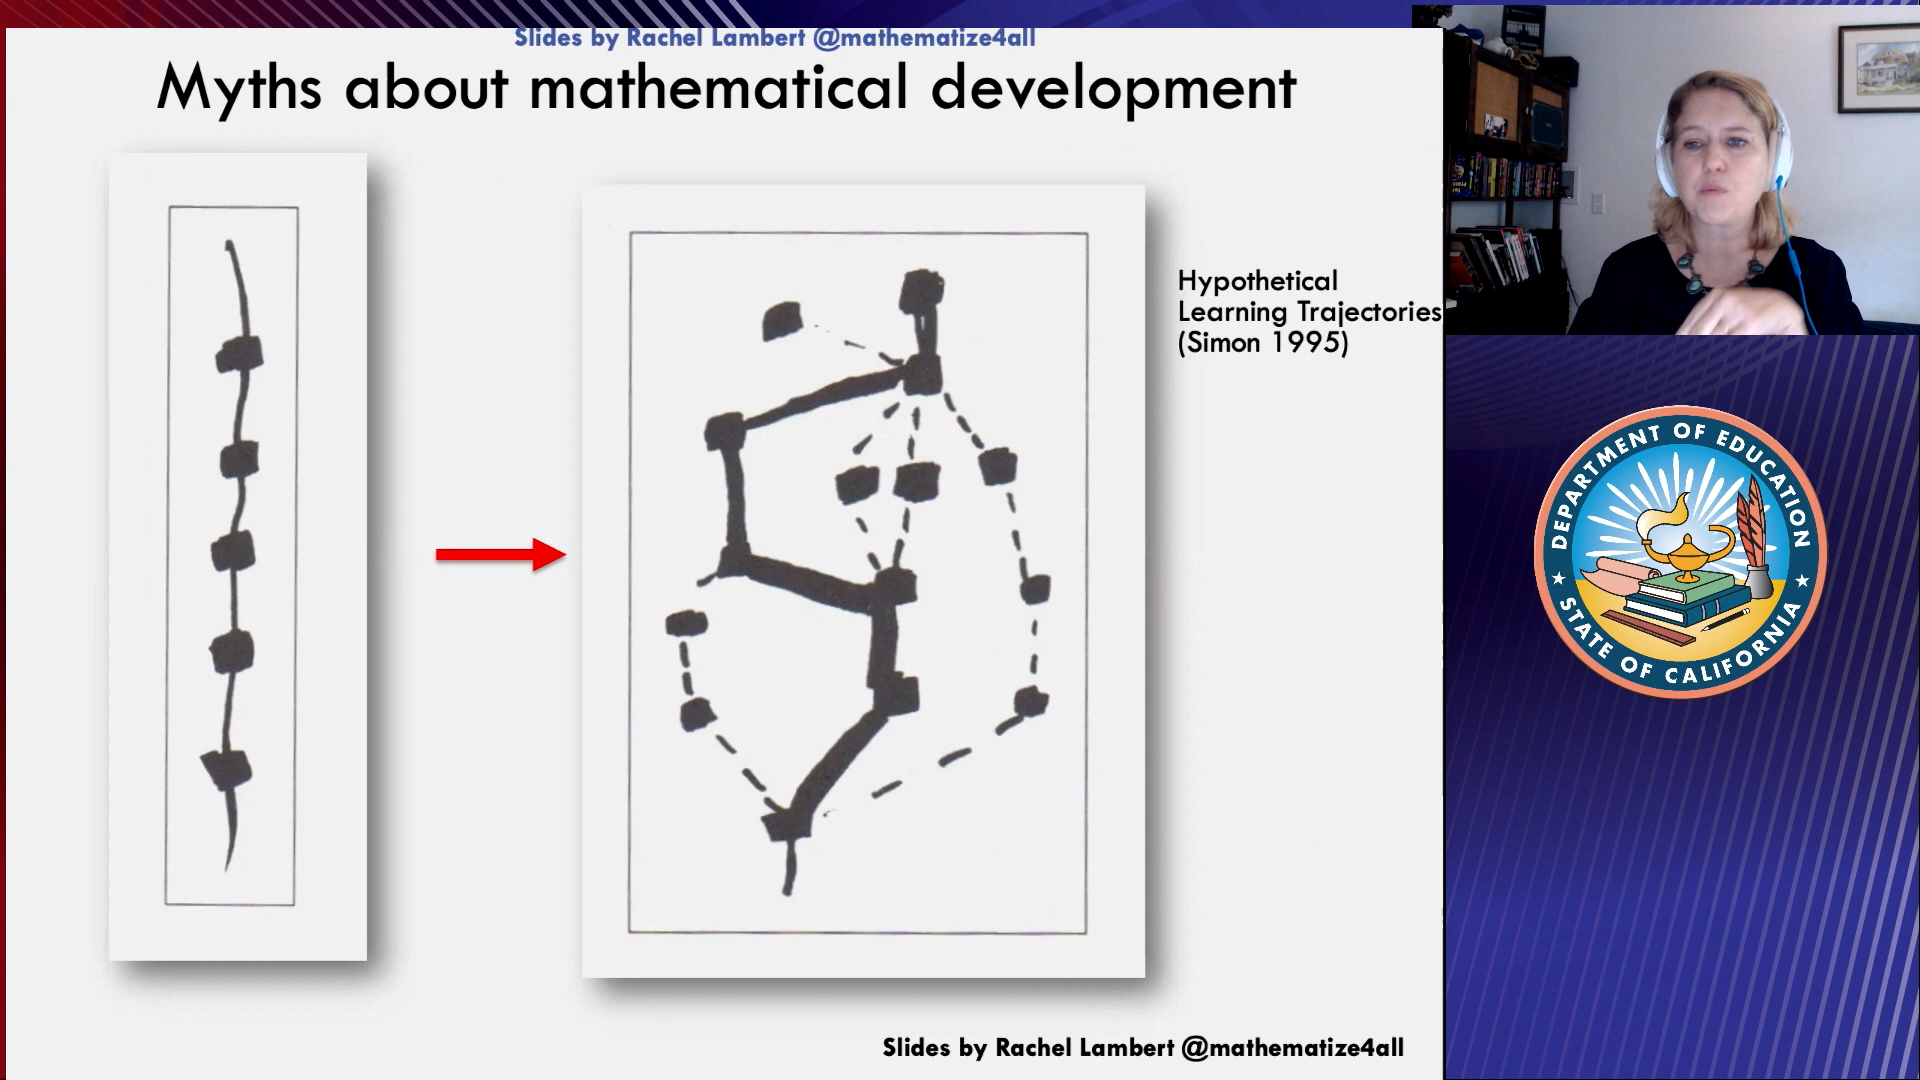 Slides by Rachel Lambert @mathematize4all
Myths about mathematical development
Hypothetical
Learning Trajectories
(Simon 1995)
DEPARTMENT OF EDUCATION
STATE OF CALIFORNIA
Slides by Rachel Lambert @mathematize4all